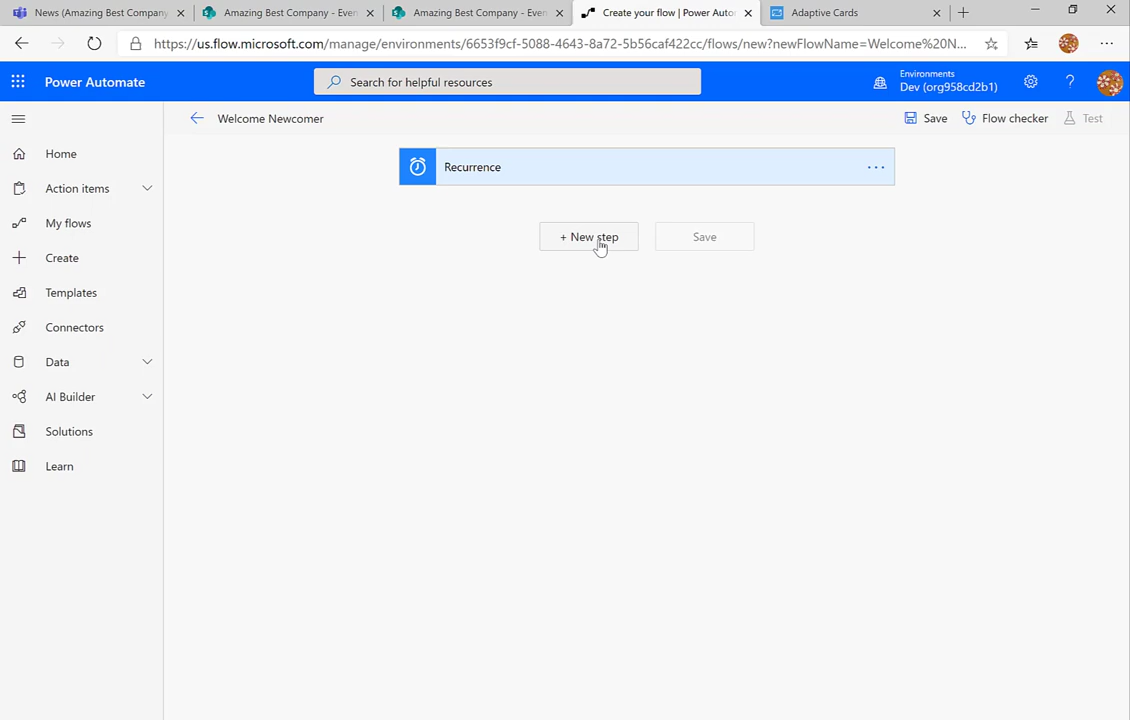 News (Amazing Best Company
Amazing Best Company - Even
Amazing Best Company - Even
Create your flow | Power Auto
Adaptive Cards
https://us.flow.microsoft.com/manage/environments/6653f9cf-5088-4643-8a72-5b56caf422cc/flows/new?newFlowName=Welcome%20N...
Power Automate
Search for helpful resources
Environments
Dev (org958cd2b1)
Welcome Newcomer
Save
Flow checker
Test
Home
Action items
My flows
Create
Templates
Connectors
Data
AI Builder
Solutions
Learn
Recurrence
+ New step
Save